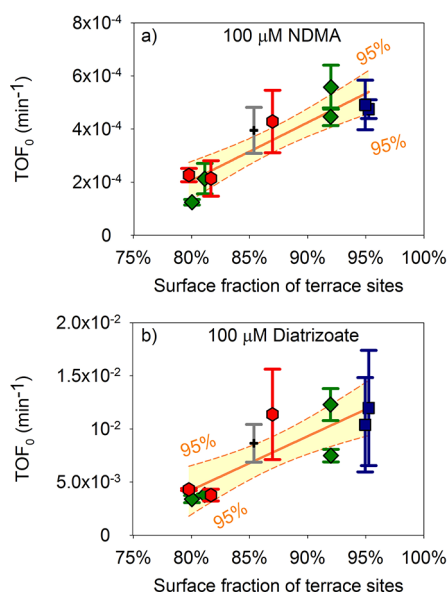 a) 100 μM NDMA
95%
95%
8x10⁻⁴
6x10⁻⁴
4x10⁻⁴
2x10⁻⁴
0
TOF₀ (min⁻¹)
75% 80% 85% 90% 95% 100%
Surface fraction of terrace sites
b) 100 μM Diatrizoate
95%
95%
2.0x10⁻²
1.5x10⁻²
1.0x10⁻²
5.0x10⁻³
0.0
TOF₀ (min⁻¹)
75% 80% 85% 90% 95% 100%
Surface fraction of terrace sites